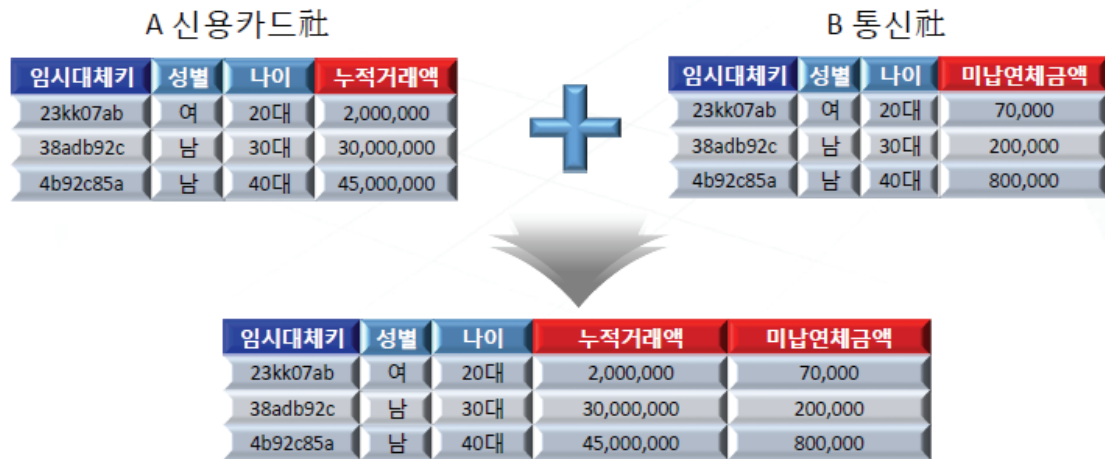 A 신용카드社
임시대체키 성별 나이 누적거래액
23kk07ab 여 20대 2,000,000
38adb92c 남 30대 30,000,000
4b92c85a 남 40대 45,000,000
B 통신社
임시대체키 성별 나이 미납연체금액
23kk07ab 여 20대 70,000
38adb92c 남 30대 200,000
4b92c85a 남 40대 800,000
임시대체키 성별 나이 누적거래액 미납연체금액
23kk07ab 여 20대 2,000,000 70,000
38adb92c 남 30대 30,000,000 200,000
4b92c85a 남 40대 45,000,000 800,000